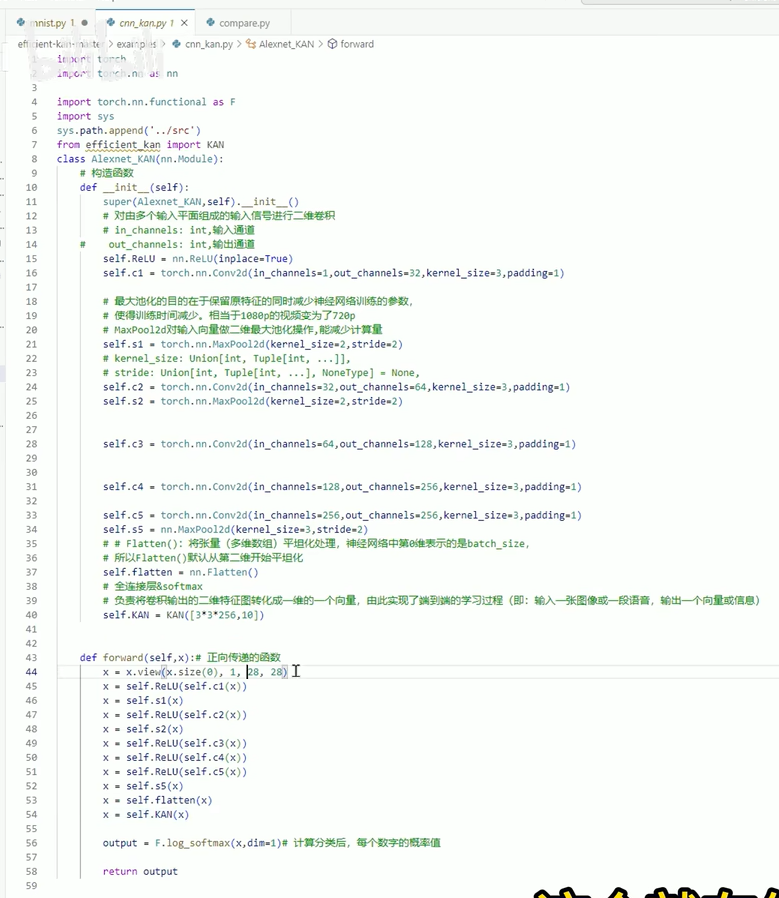 mnist.py 1 cnn_kan.py 1 compare.py
efficient-kan-master > examples > cnn_kan.py > Alexnet_KAN > forward
bilibili
1 import torch
2 import torch.nn as nn
3
4 import torch.nn.functional as F
5 import sys
6 sys.path.append('../src')
7 from efficient_kan import KAN
8 class Alexnet_KAN(nn.Module):
9 # 构造函数
10 def __init__(self):
11 super(Alexnet_KAN,self).__init__()
12 # 对由多个输入平面组成的输入信号进行二维卷积
13 # in_channels: int,输入通道
14 # out_channels: int,输出通道
15 self.ReLU = nn.ReLU(inplace=True)
16 self.c1 = torch.nn.Conv2d(in_channels=1,out_channels=32,kernel_size=3,padding=1)
17
18 # 最大池化的目的在于保留原特征的同时减少神经网络训练的参数,
19 # 使得训练时间减少。相当于1080p的视频变为了720p
20 # MaxPool2d对输入向量做二维最大池化操作,能减少计算量
21 self.s1 = torch.nn.MaxPool2d(kernel_size=2,stride=2)
22 # kernel_size: Union[int, Tuple[int, ...]],
23 # stride: Union[int, Tuple[int, ...], NoneType] = None,
24 self.c2 = torch.nn.Conv2d(in_channels=32,out_channels=64,kernel_size=3,padding=1)
25 self.s2 = torch.nn.MaxPool2d(kernel_size=2,stride=2)
26
27
28 self.c3 = torch.nn.Conv2d(in_channels=64,out_channels=128,kernel_size=3,padding=1)
29
30
31 self.c4 = torch.nn.Conv2d(in_channels=128,out_channels=256,kernel_size=3,padding=1)
32
33 self.c5 = torch.nn.Conv2d(in_channels=256,out_channels=256,kernel_size=3,padding=1)
34 self.s5 = nn.MaxPool2d(kernel_size=3,stride=2)
35 # # Flatten()：将张量（多维数组）平坦化处理，神经网络中第0维表示的是batch_size,
36 # 所以Flatten()默认从第二维开始平坦化
37 self.flatten = nn.Flatten()
38 # 全连接层&softmax
39 # 负责将卷积输出的二维特征图转化成一维的一个向量，由此实现了端到端的学习过程（即：输入一张图像或一段语音，输出一个向量或信息）
40 self.KAN = KAN([3*3*256,10])
41
42
43 def forward(self,x):# 正向传递的函数
44 x = x.view(x.size(0), 1, 28, 28)
45 x = self.ReLU(self.c1(x))
46 x = self.s1(x)
47 x = self.ReLU(self.c2(x))
48 x = self.s2(x)
49 x = self.ReLU(self.c3(x))
50 x = self.ReLU(self.c4(x))
51 x = self.ReLU(self.c5(x))
52 x = self.s5(x)
53 x = self.flatten(x)
54 x = self.KAN(x)
55
56 output = F.log_softmax(x,dim=1)# 计算分类后，每个数字的概率值
57
58 return output
59